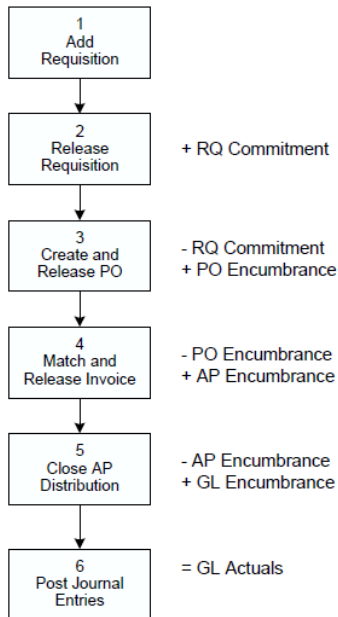 1
Add
Requisition
2
Release
Requisition
+ RQ Commitment
3
Create and
Release PO
- RQ Commitment
+ PO Encumbrance
4
Match and
Release Invoice
- PO Encumbrance
+ AP Encumbrance
5
Close AP
Distribution
- AP Encumbrance
+ GL Encumbrance
6
Post Journal
Entries
= GL Actuals